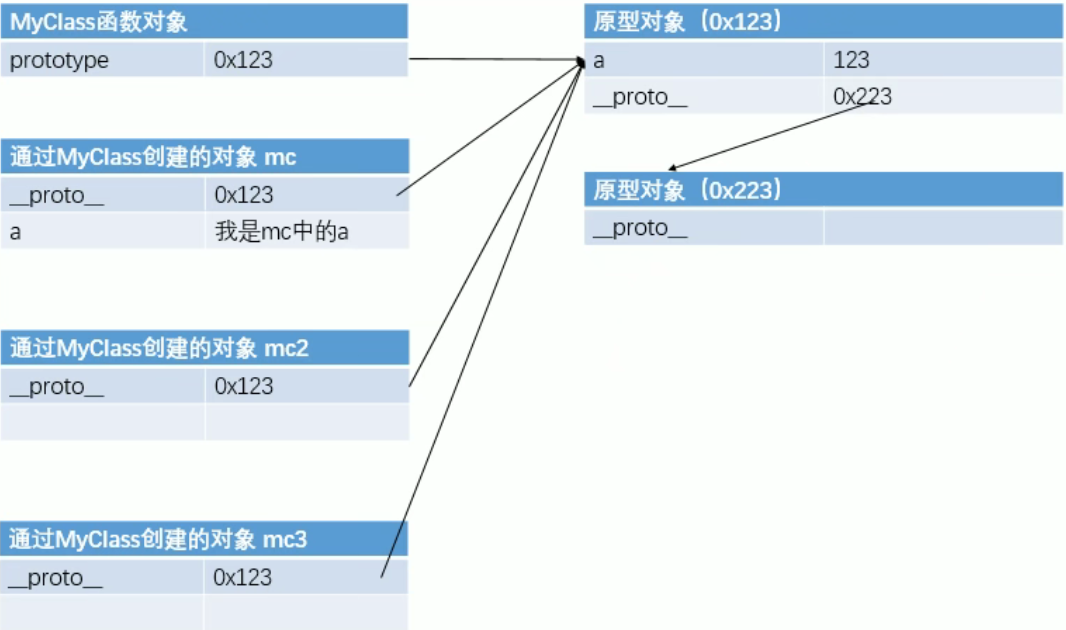 MyClass函数对象
prototype 0x123
通过MyClass创建的对象 mc
__proto__ 0x123
a 我是mc中的a
通过MyClass创建的对象 mc2
__proto__ 0x123
通过MyClass创建的对象 mc3
__proto__ 0x123
原型对象（0x123）
a 123
__proto__ 0x223
原型对象（0x223）
__proto__